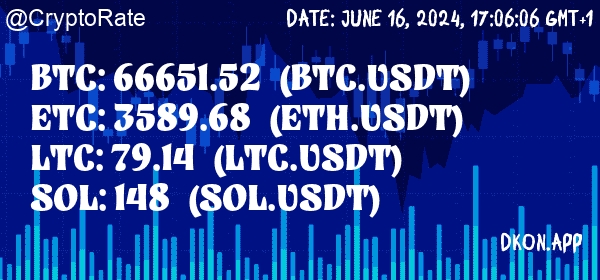 @CryptoRate
DATE: JUNE 16, 2024, 17:06:06 GMT+1
BTC: 66651.52 (BTC.USDT)
ETC: 3589.68 (ETH.USDT)
LTC: 79.14 (LTC.USDT)
SOL: 148 (SOL.USDT)
DKON.APP